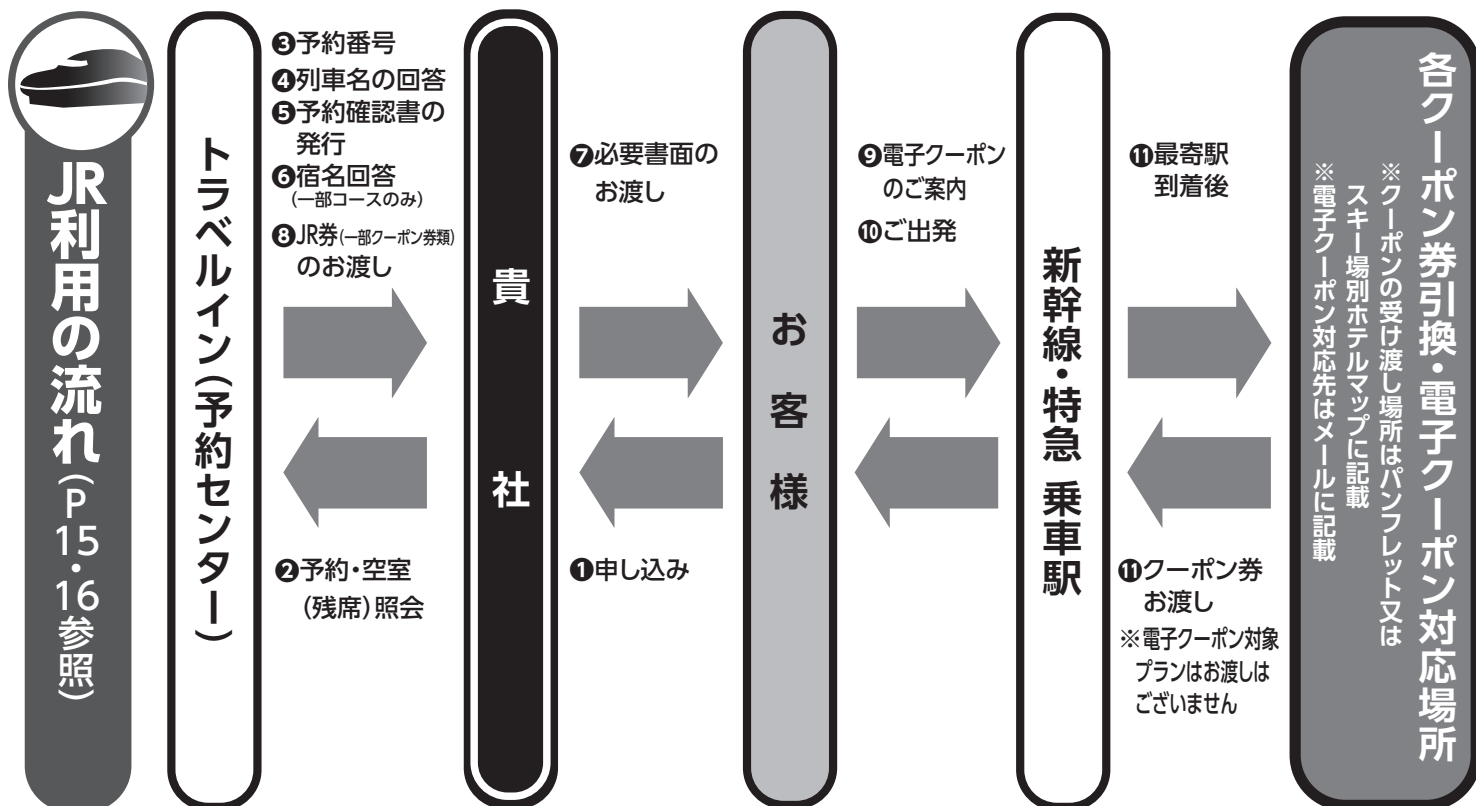 JR利用の流れ(P15・16参照)
トラベルイン(予約センター)
❸予約番号
❹列車名の回答
❺予約確認書の
発行
❻宿名回答
(一部コースのみ)
❽JR券(一部クーポン券類)
のお渡し
❷予約・空室
(残席)照会
貴社
❼必要書面の
お渡し
❶申し込み
お客様
❾電子クーポン
のご案内
❿ご出発
新幹線・特急 乗車駅
⓫最寄駅
到着後
⓫クーポン券
お渡し
※電子クーポン対象
プランはお渡しは
ございません
各クーポン券引換・電子クーポン対応場所
※クーポンの受け渡し場所はパンフレット又は
スキー場別ホテルマップに記載
※電子クーポン対応先はメールに記載